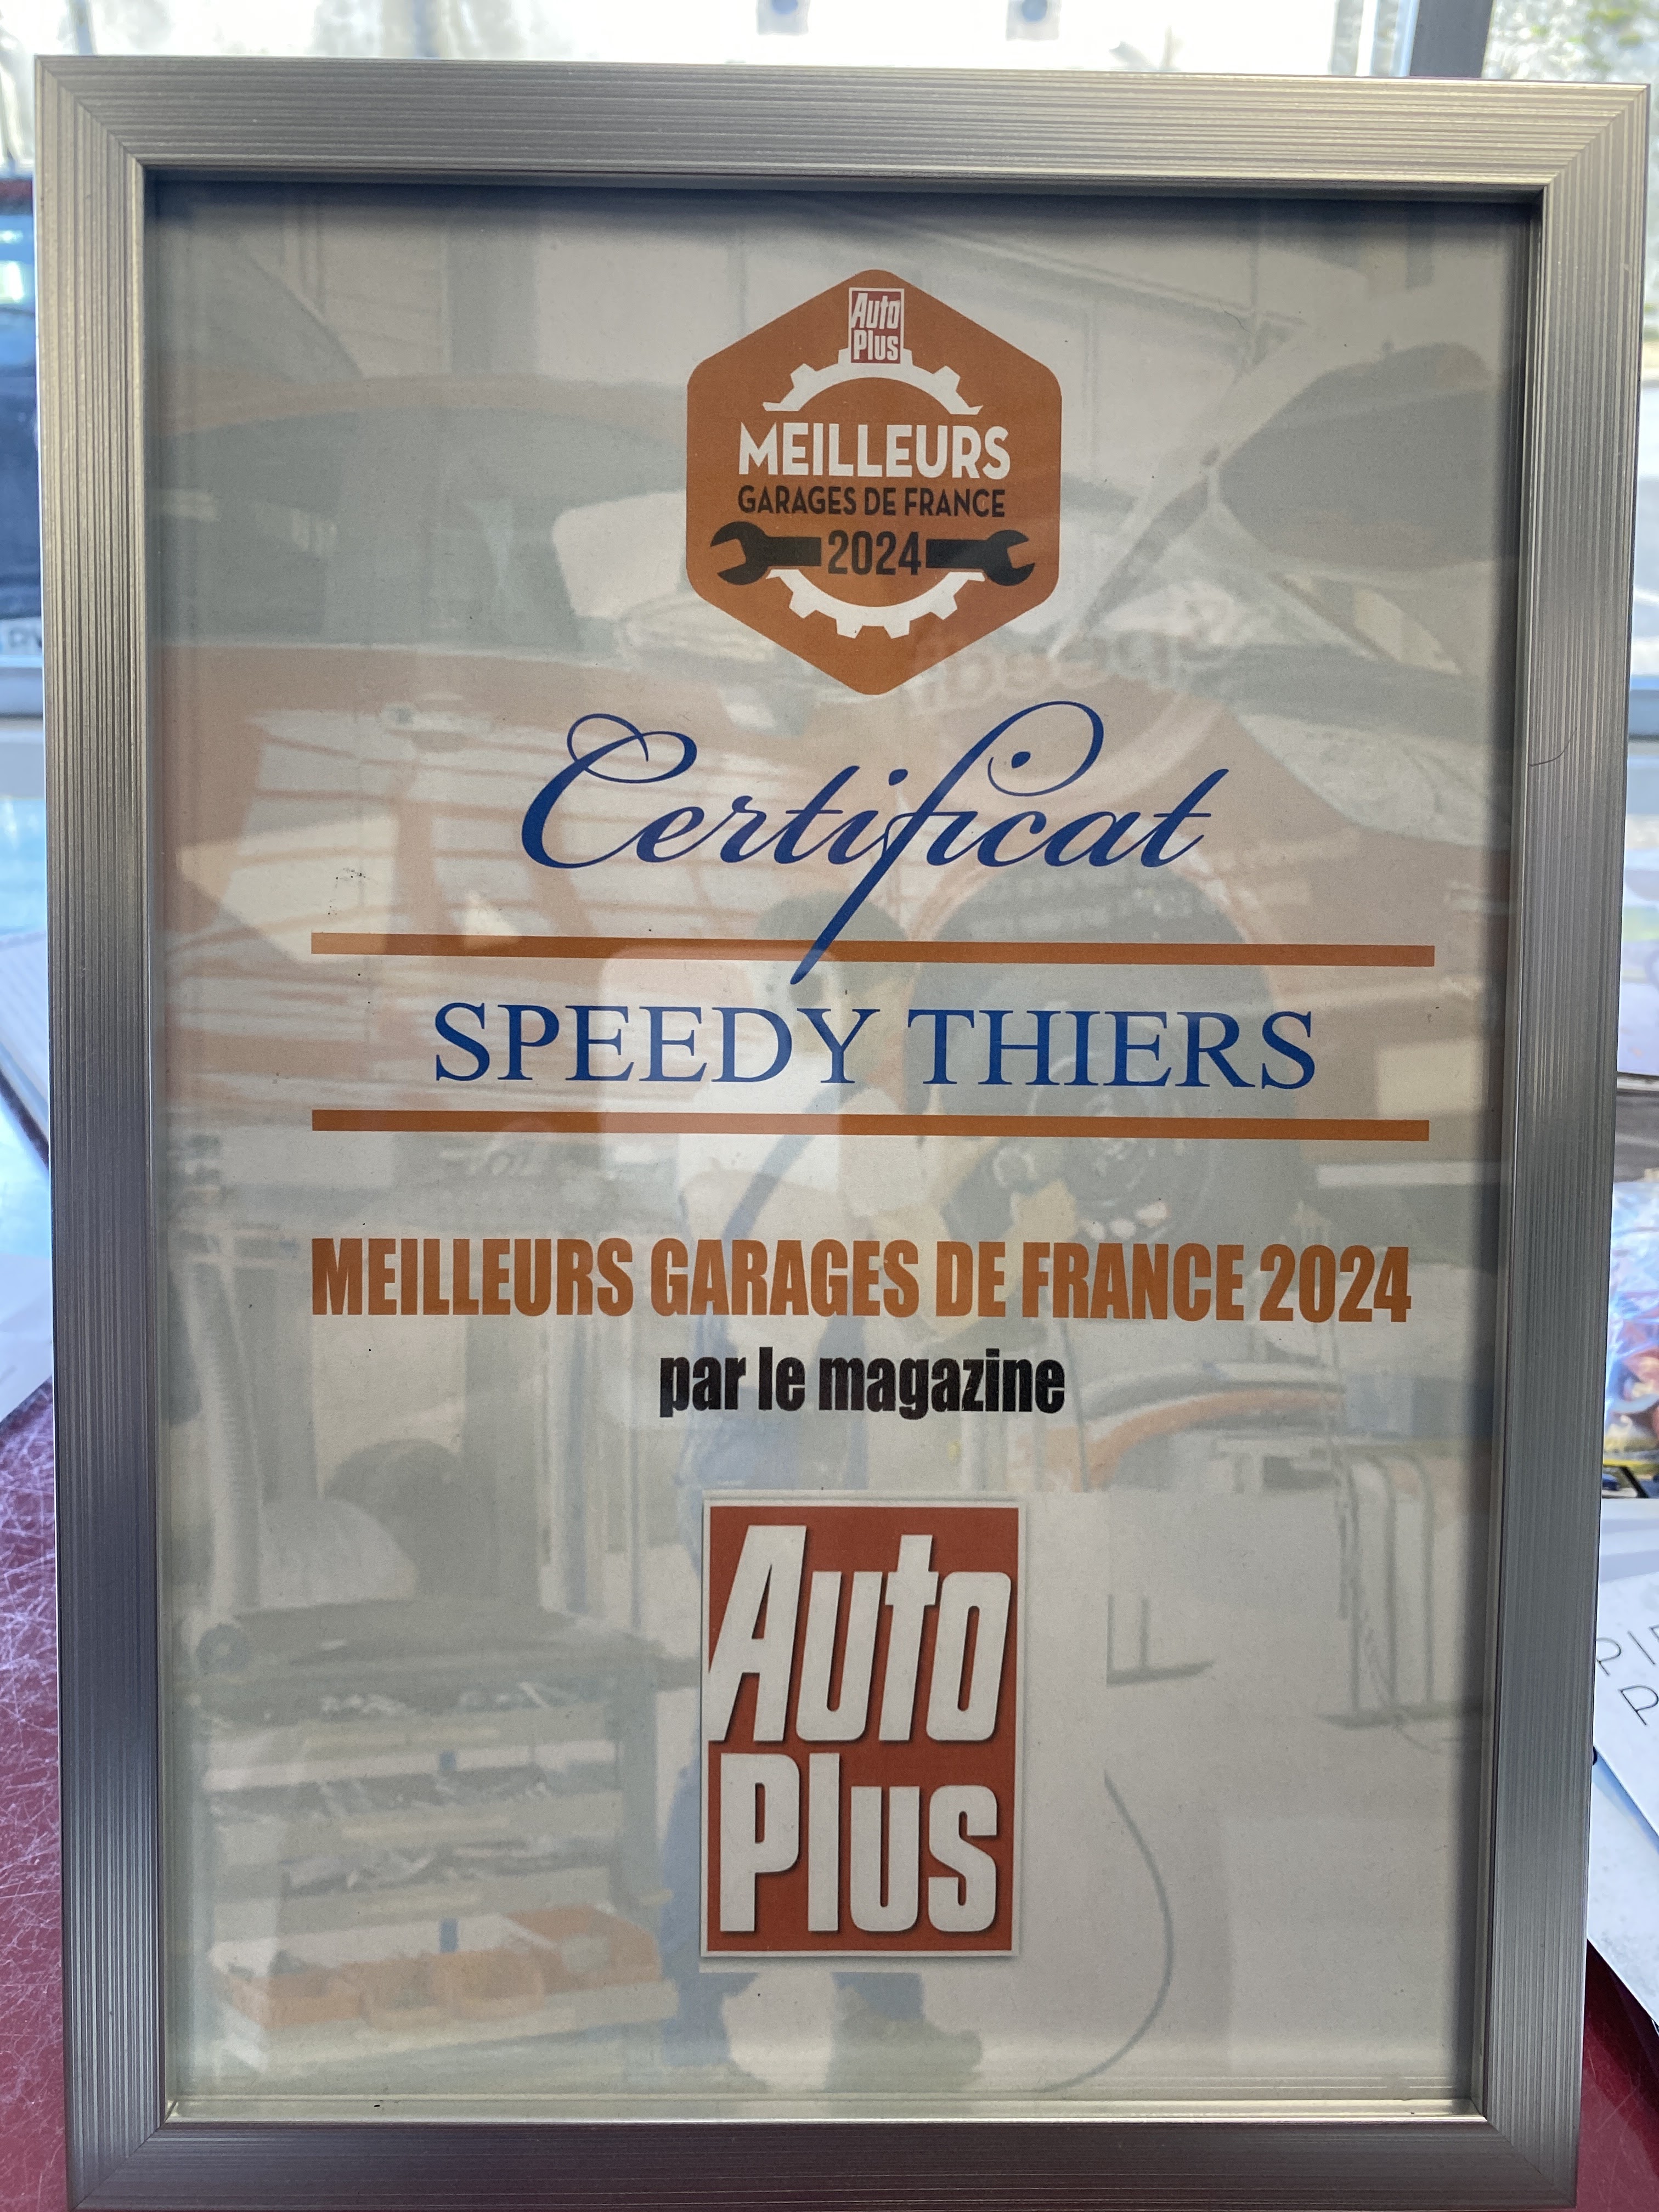 Auto
Plus
MEILLEURS
GARAGES DE FRANCE
2024
Certificat
SPEEDY THIERS
MEILLEURS GARAGES DE FRANCE 2024
par le magazine
Auto
Plus